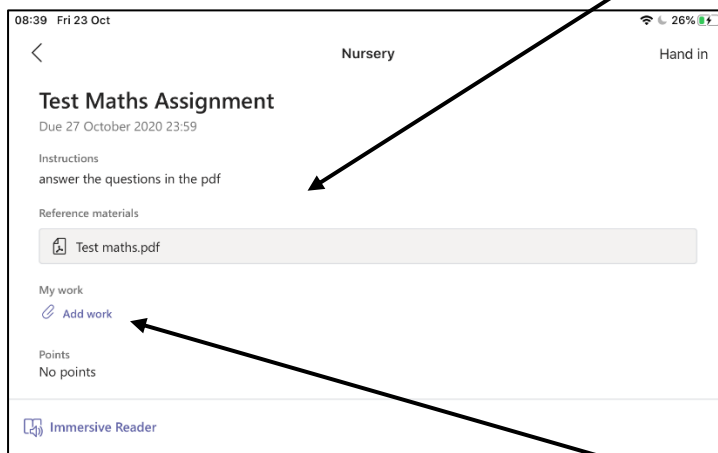 08:39 Fri 23 Oct 26%
Nursery Hand in
Test Maths Assignment
Due 27 October 2020 23:59
Instructions
answer the questions in the pdf
Reference materials
Test maths.pdf
My work
Add work
Points
No points
Immersive Reader